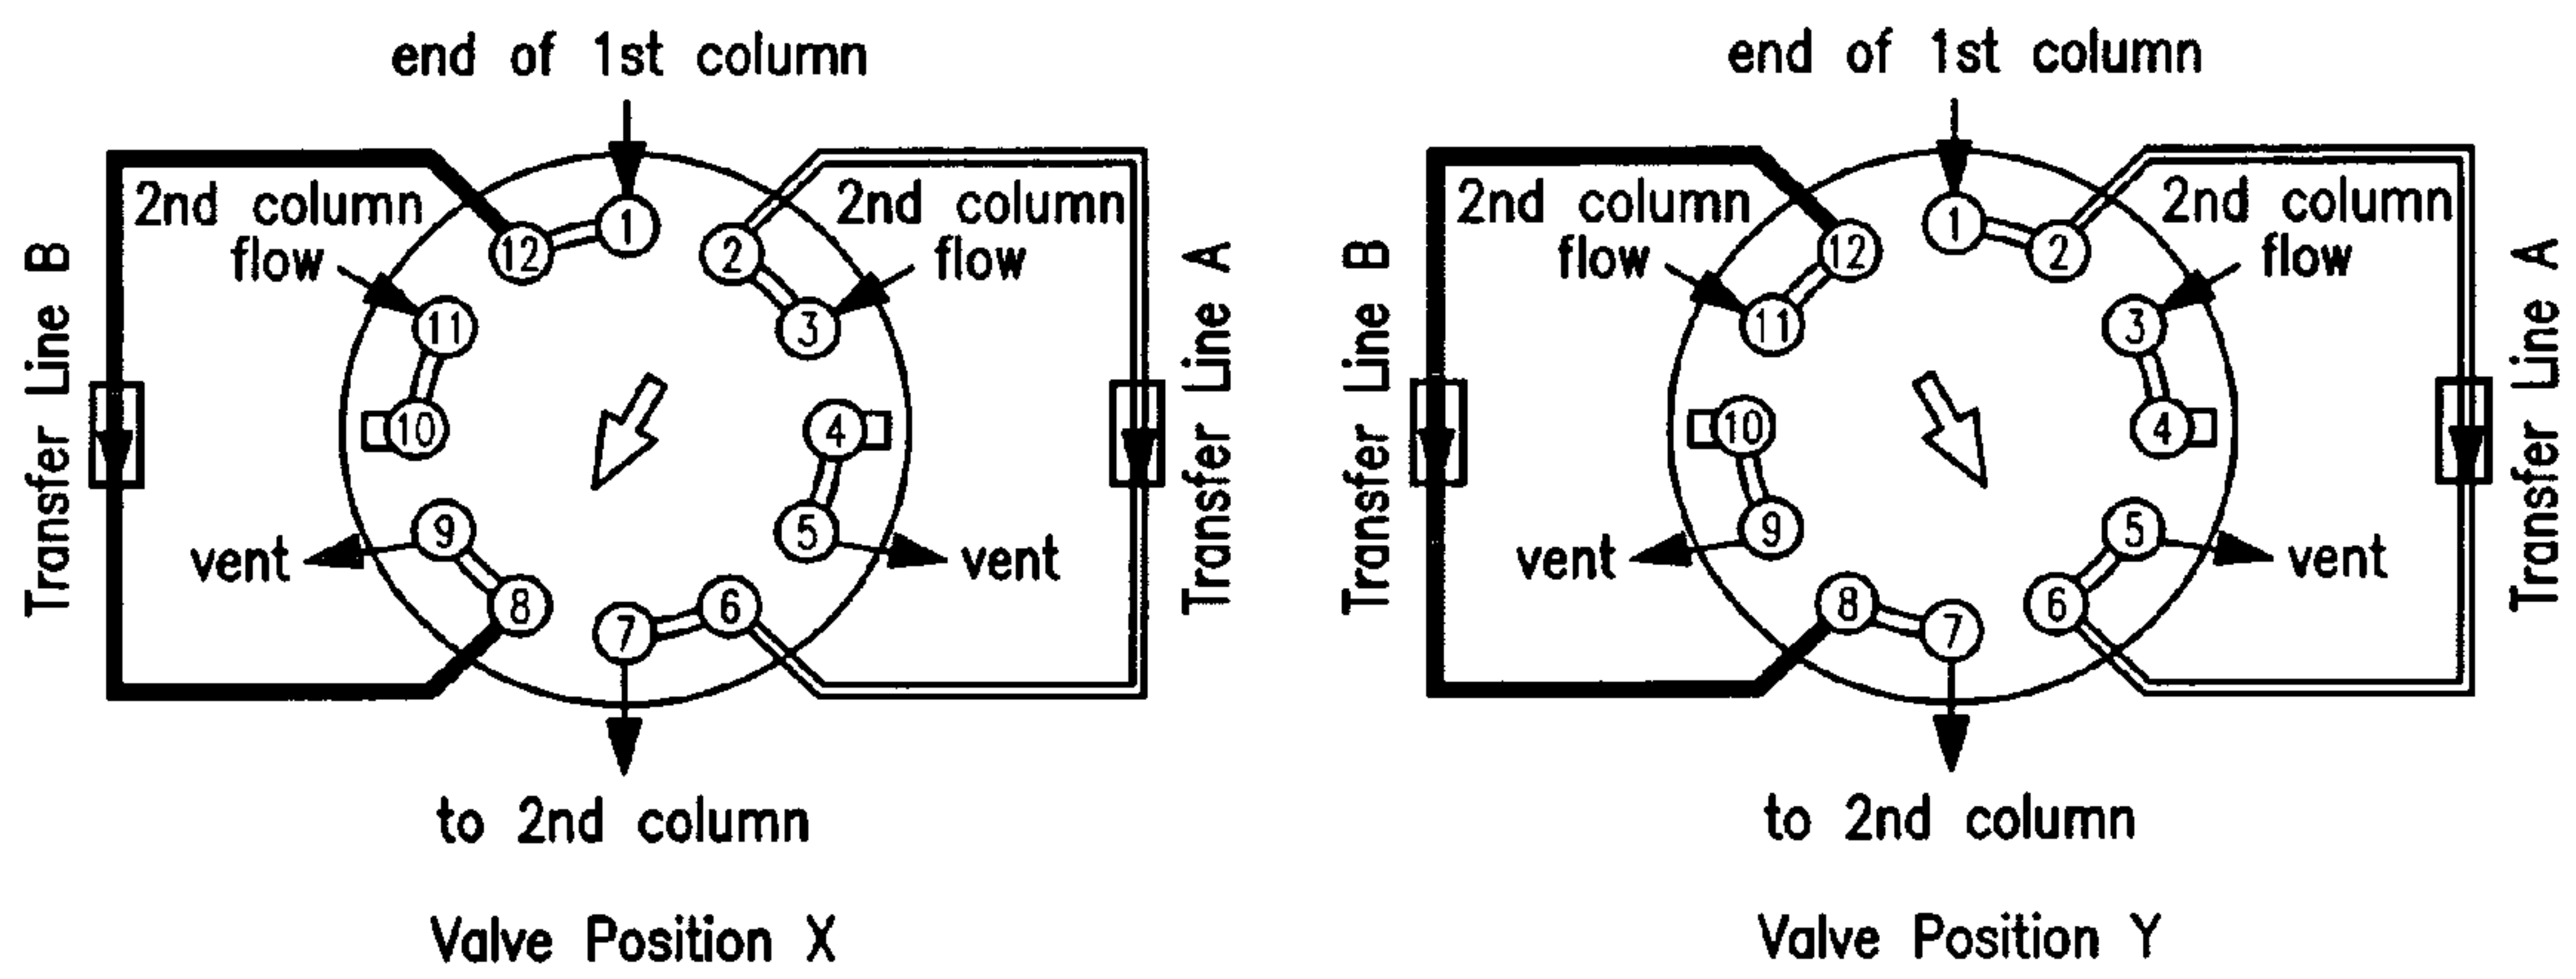 end of 1st column
2nd column
flow
2nd column
flow
Transfer Line B
Transfer Line A
1
2
3
4
5
6
7
8
9
10
11
12
vent
vent
to 2nd column
Valve Position X
end of 1st column
2nd column
flow
2nd column
flow
Transfer Line B
Transfer Line A
1
2
3
4
5
6
7
8
9
10
11
12
vent
vent
to 2nd column
Valve Position Y